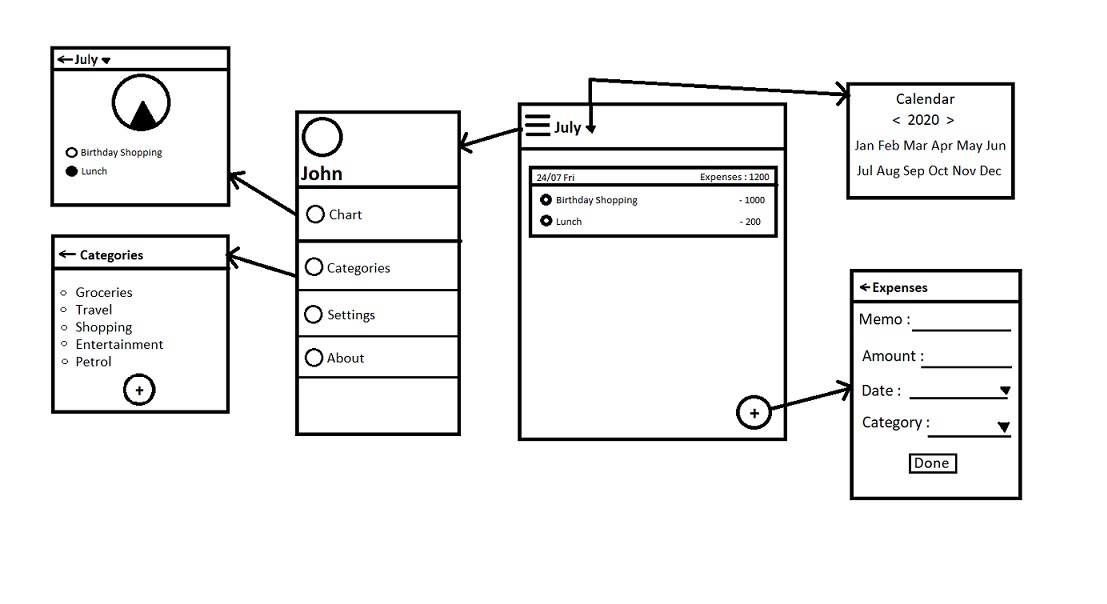 July
Birthday Shopping
Lunch
Categories
Groceries
Travel
Shopping
Entertainment
Petrol
+
John
Chart
Categories
Settings
About
July
24/07 Fri Expenses : 1200
Birthday Shopping - 1000
Lunch - 200
+
Calendar
< 2020 >
Jan Feb Mar Apr May Jun
Jul Aug Sep Oct Nov Dec
Expenses
Memo :
Amount :
Date :
Category :
Done